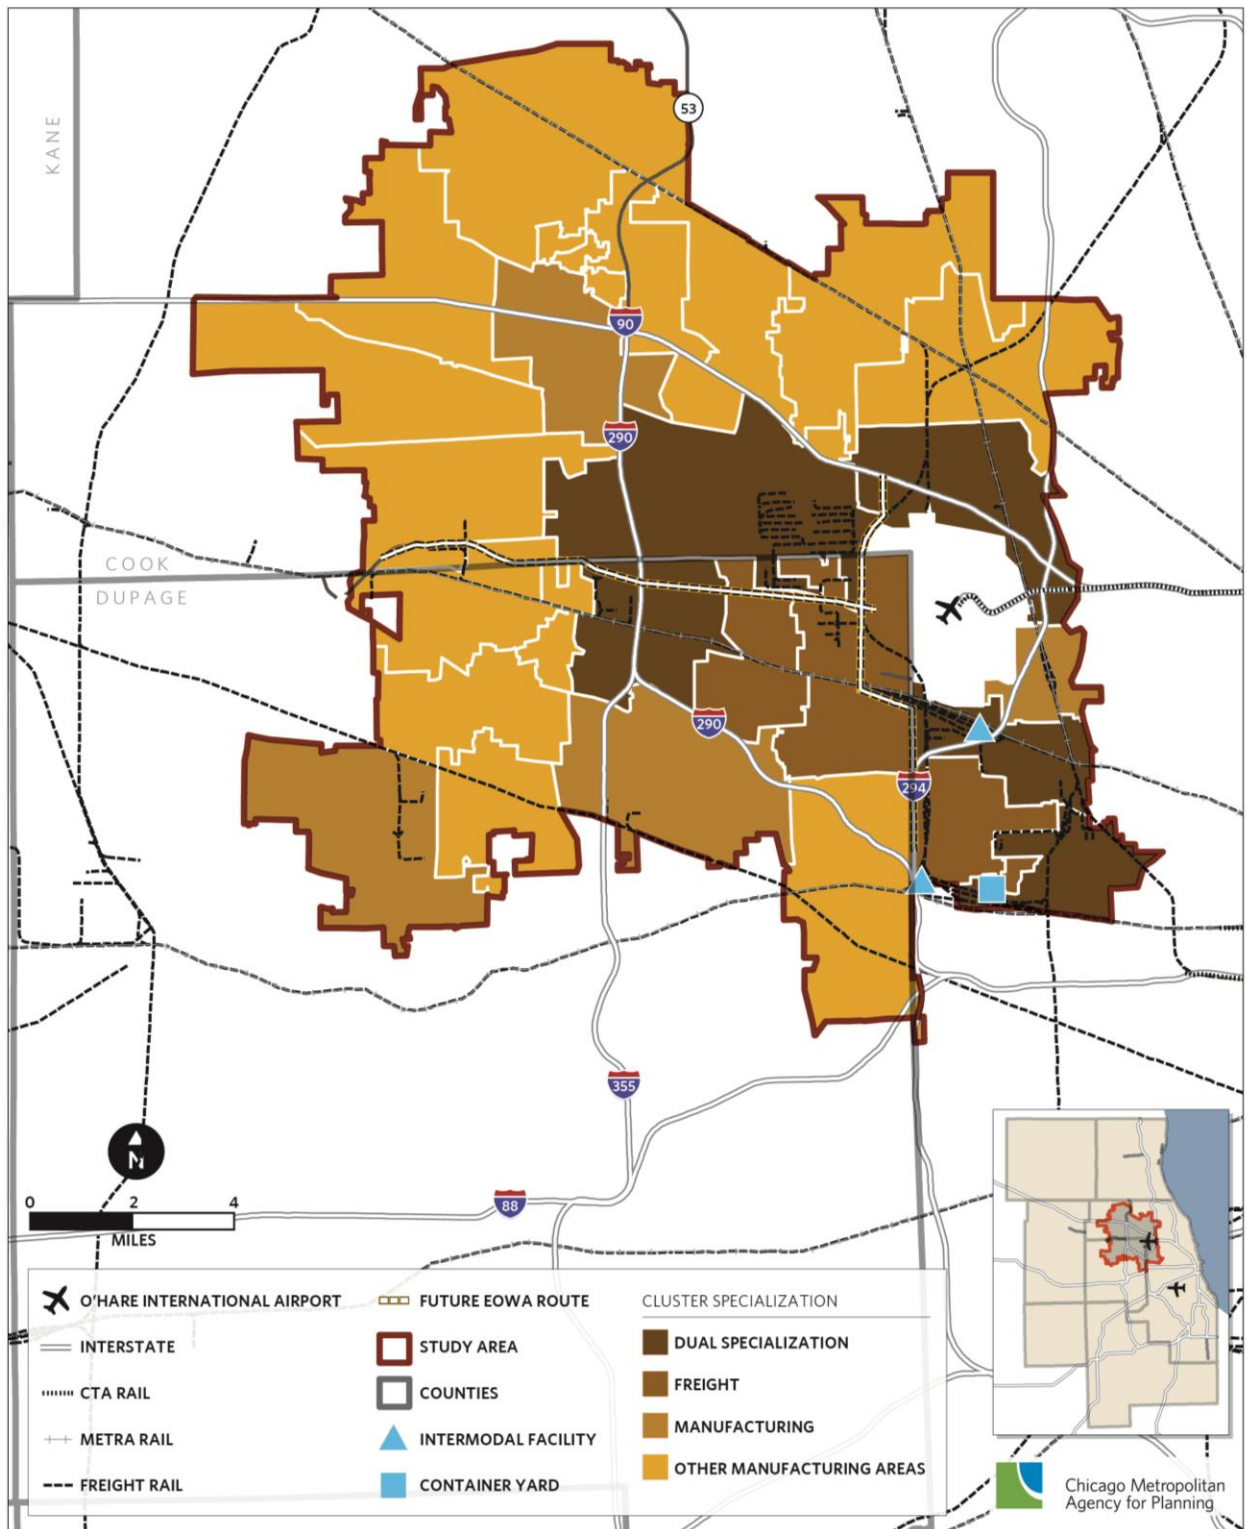 53
KANE
90
290
COOK
DUPAGE
290
294
355
N
0 2 4
MILES
88
O'HARE INTERNATIONAL AIRPORT
INTERSTATE
CTA RAIL
METRA RAIL
FREIGHT RAIL
FUTURE EOWA ROUTE
STUDY AREA
COUNTIES
INTERMODAL FACILITY
CONTAINER YARD
CLUSTER SPECIALIZATION
DUAL SPECIALIZATION
FREIGHT
MANUFACTURING
OTHER MANUFACTURING AREAS
Chicago Metropolitan
Agency for Planning